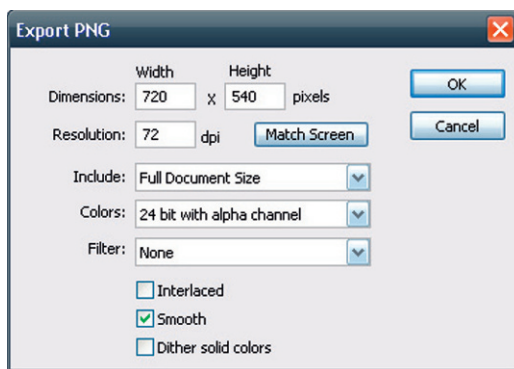 Export PNG
Width Height
Dimensions: 720 x 540 pixels
OK
Resolution: 72 dpi Match Screen
Cancel
Include: Full Document Size
Colors: 24 bit with alpha channel
Filter: None
Interlaced
Smooth
Dither solid colors